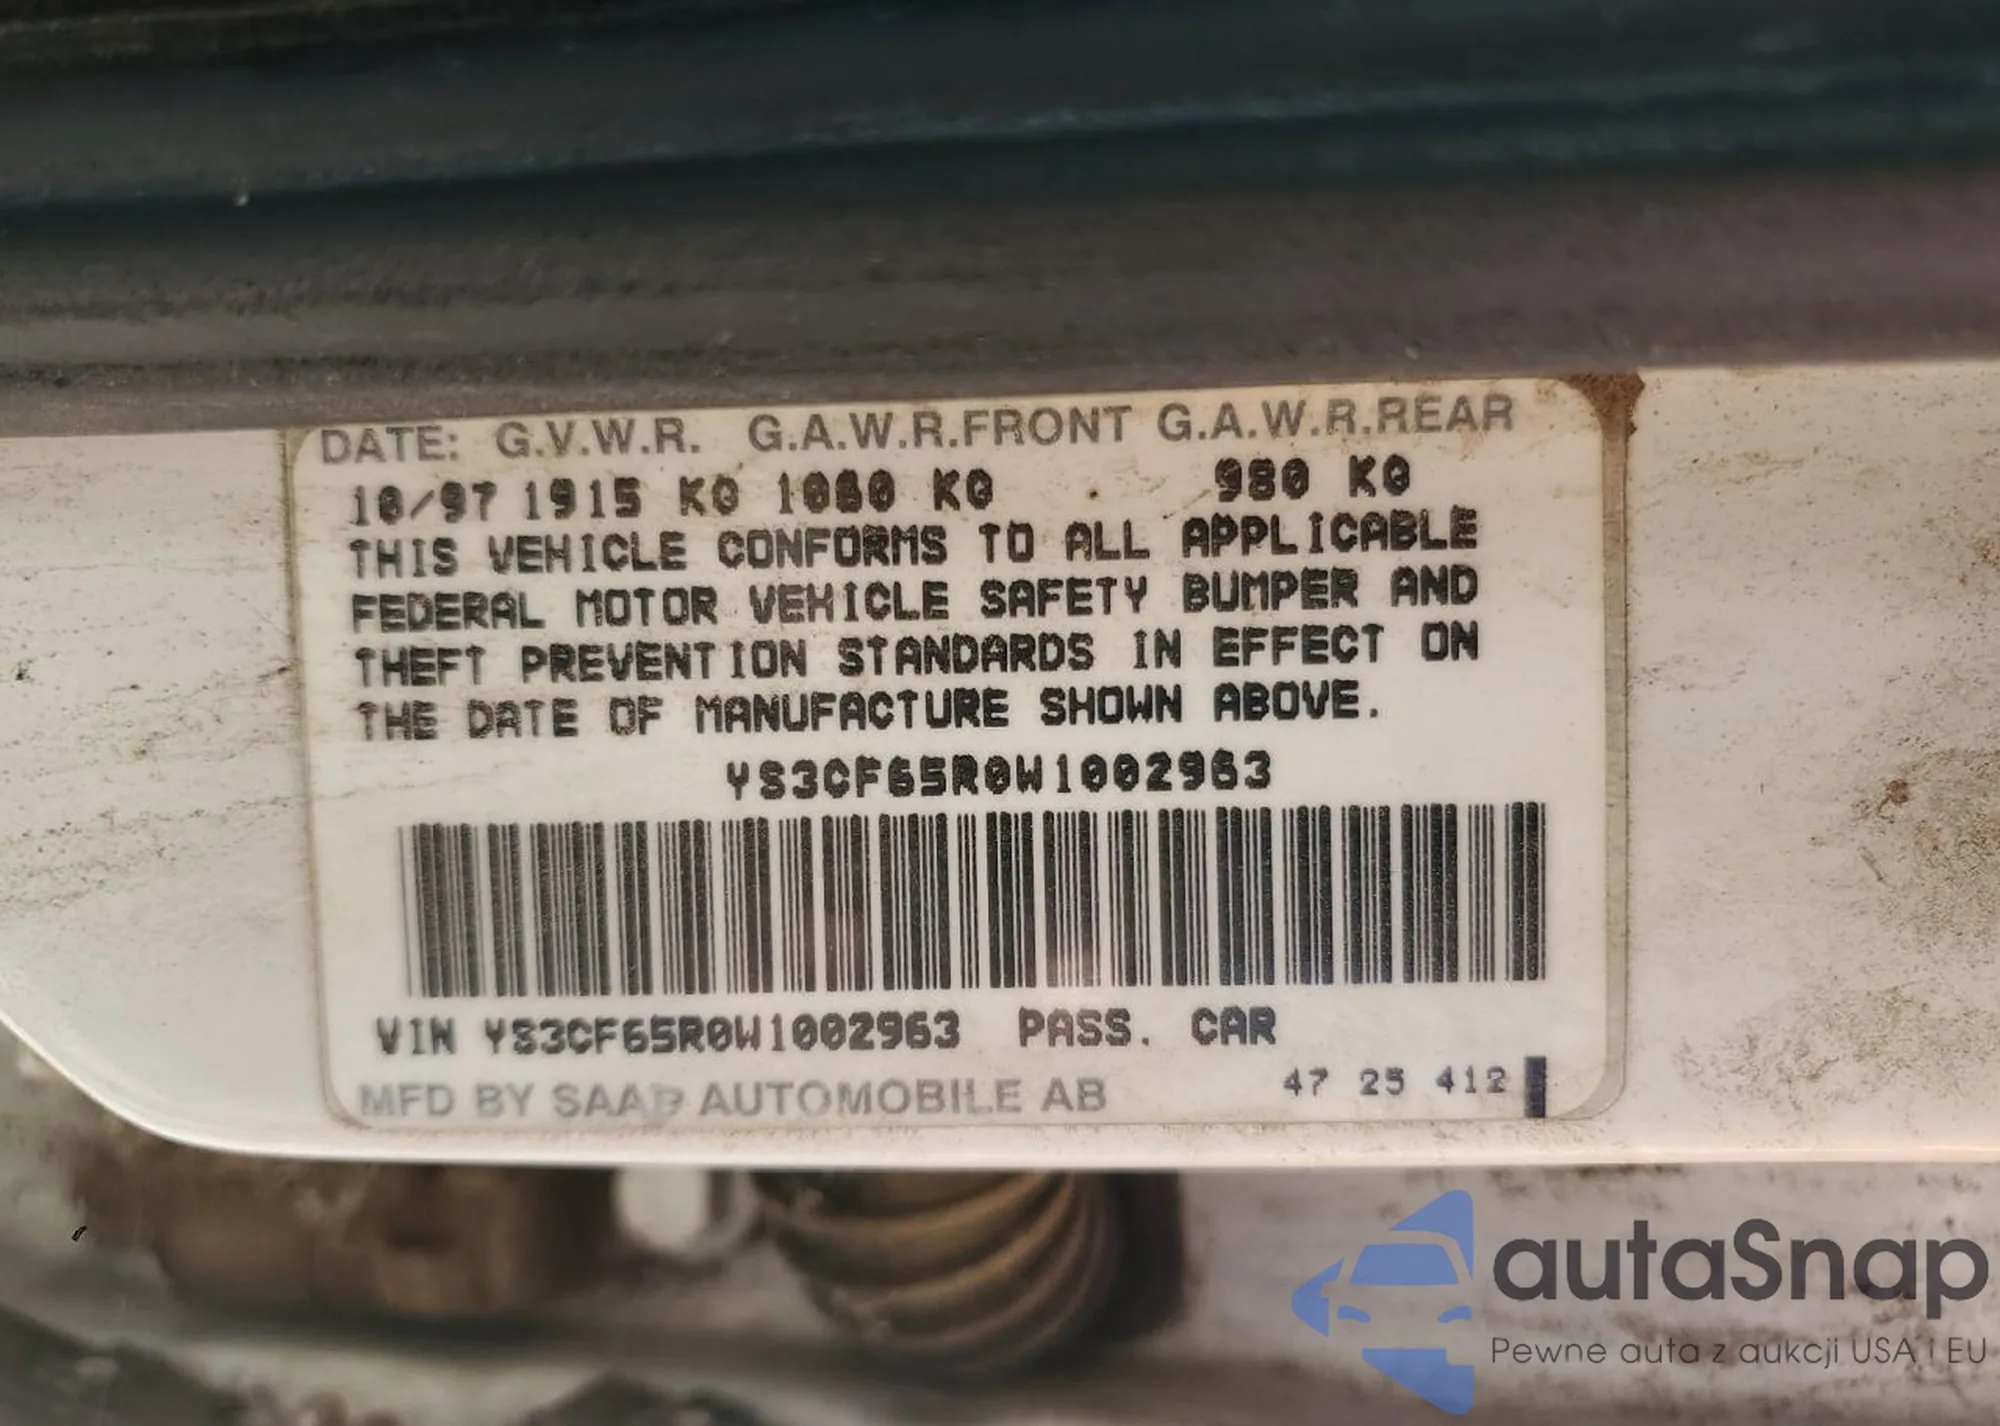 DATE: G.V.W.R. G.A.W.R.FRONT G.A.W.R.REAR
10/97 1915 KG 1060 KG 980 KG
THIS VEHICLE CONFORMS TO ALL APPLICABLE
FEDERAL MOTOR VEHICLE SAFETY BUMPER AND
THEFT PREVENTION STANDARDS IN EFFECT ON
THE DATE OF MANUFACTURE SHOWN ABOVE.
YS3CF65R0W1002963
VIN YS3CF65R0W1002963 PASS. CAR
MFD BY SAAB AUTOMOBILE AB 47 25 412
autaSnap
Pewne auta z aukcji USA i EU